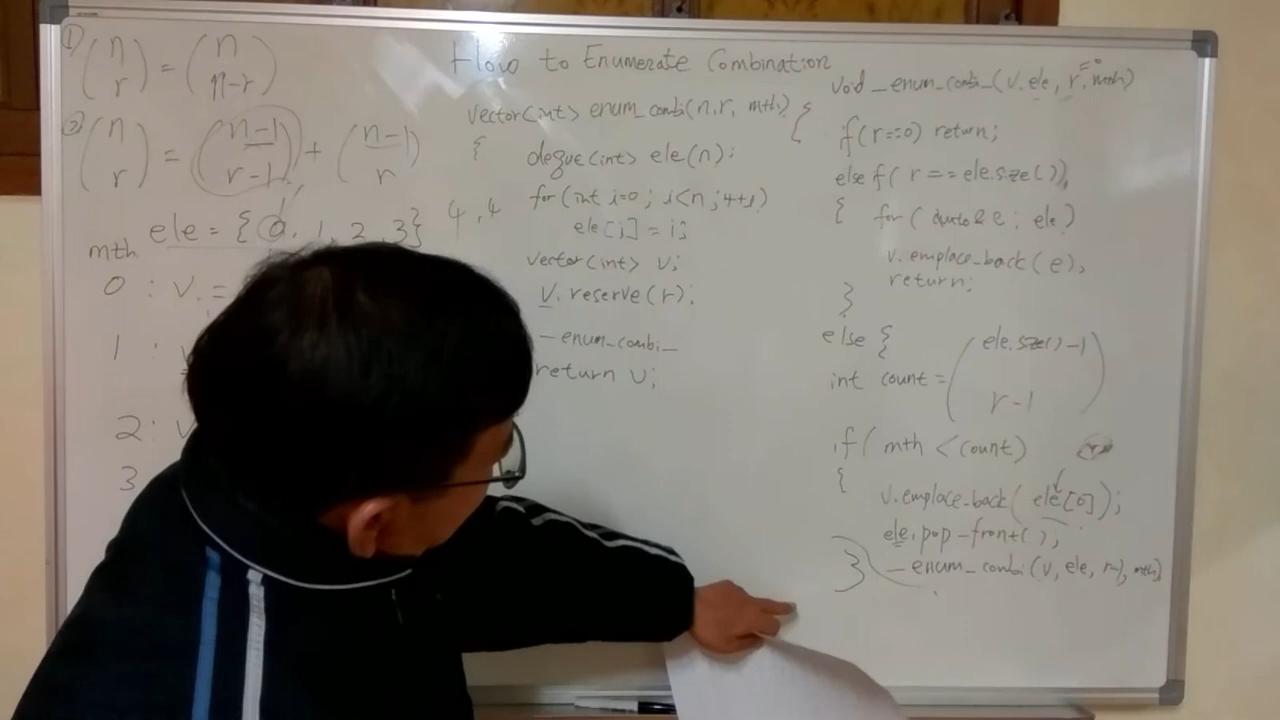 How to Enumerate Combination
① (n r) = (n n-r)
② (n r) = (n-1 r-1) + (n-1 r)
ele = {0, 1, 2, 3} 4,4
mth
0 : v =
1 : v
2 : v
3
vector<int> enum_combi(n,r, mth)
{
deque<int> ele(n);
for(int i=0; i<n; ++i)
ele[i] = i;
vector<int> v;
v.reserve(r);
_enum_combi_
return v;
void _enum_combi_(v, ele, r, mth)
{
if(r==0) return;
else if( r == ele.size())
{ for( auto& e : ele)
v.emplace_back(e);
return;
}
else {
int count = (ele.size()-1 r-1)
if( mth < count)
{
v.emplace_back( ele[0]);
ele.pop-front();
_enum_combi(v, ele, r-1, mth)
}